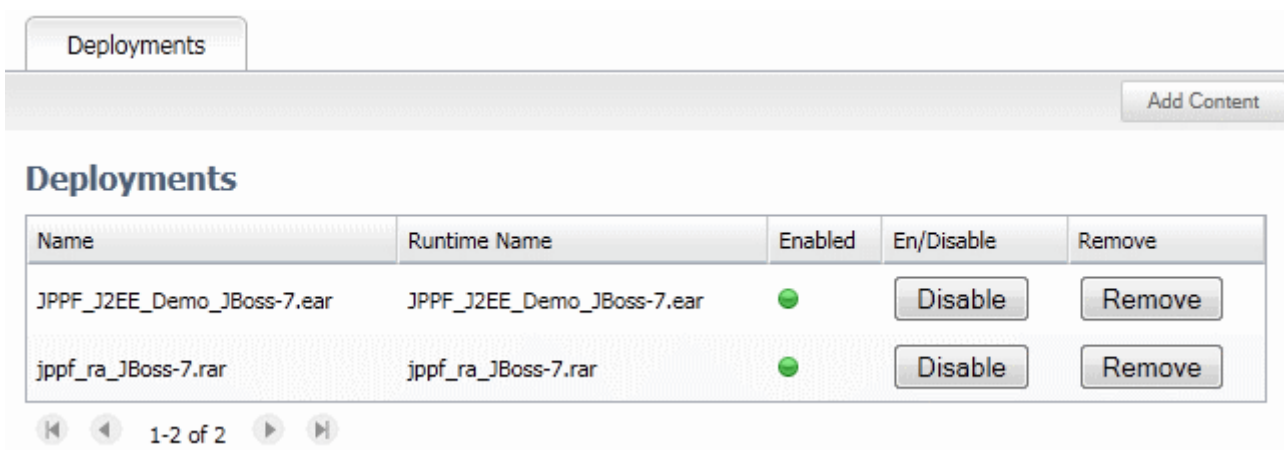 Deployments
Add Content
Deployments
Name Runtime Name Enabled En/Disable Remove
JPPF_J2EE_Demo_JBoss-7.ear JPPF_J2EE_Demo_JBoss-7.ear Disable Remove
jppf_ra_JBoss-7.rar jppf_ra_JBoss-7.rar Disable Remove
1-2 of 2